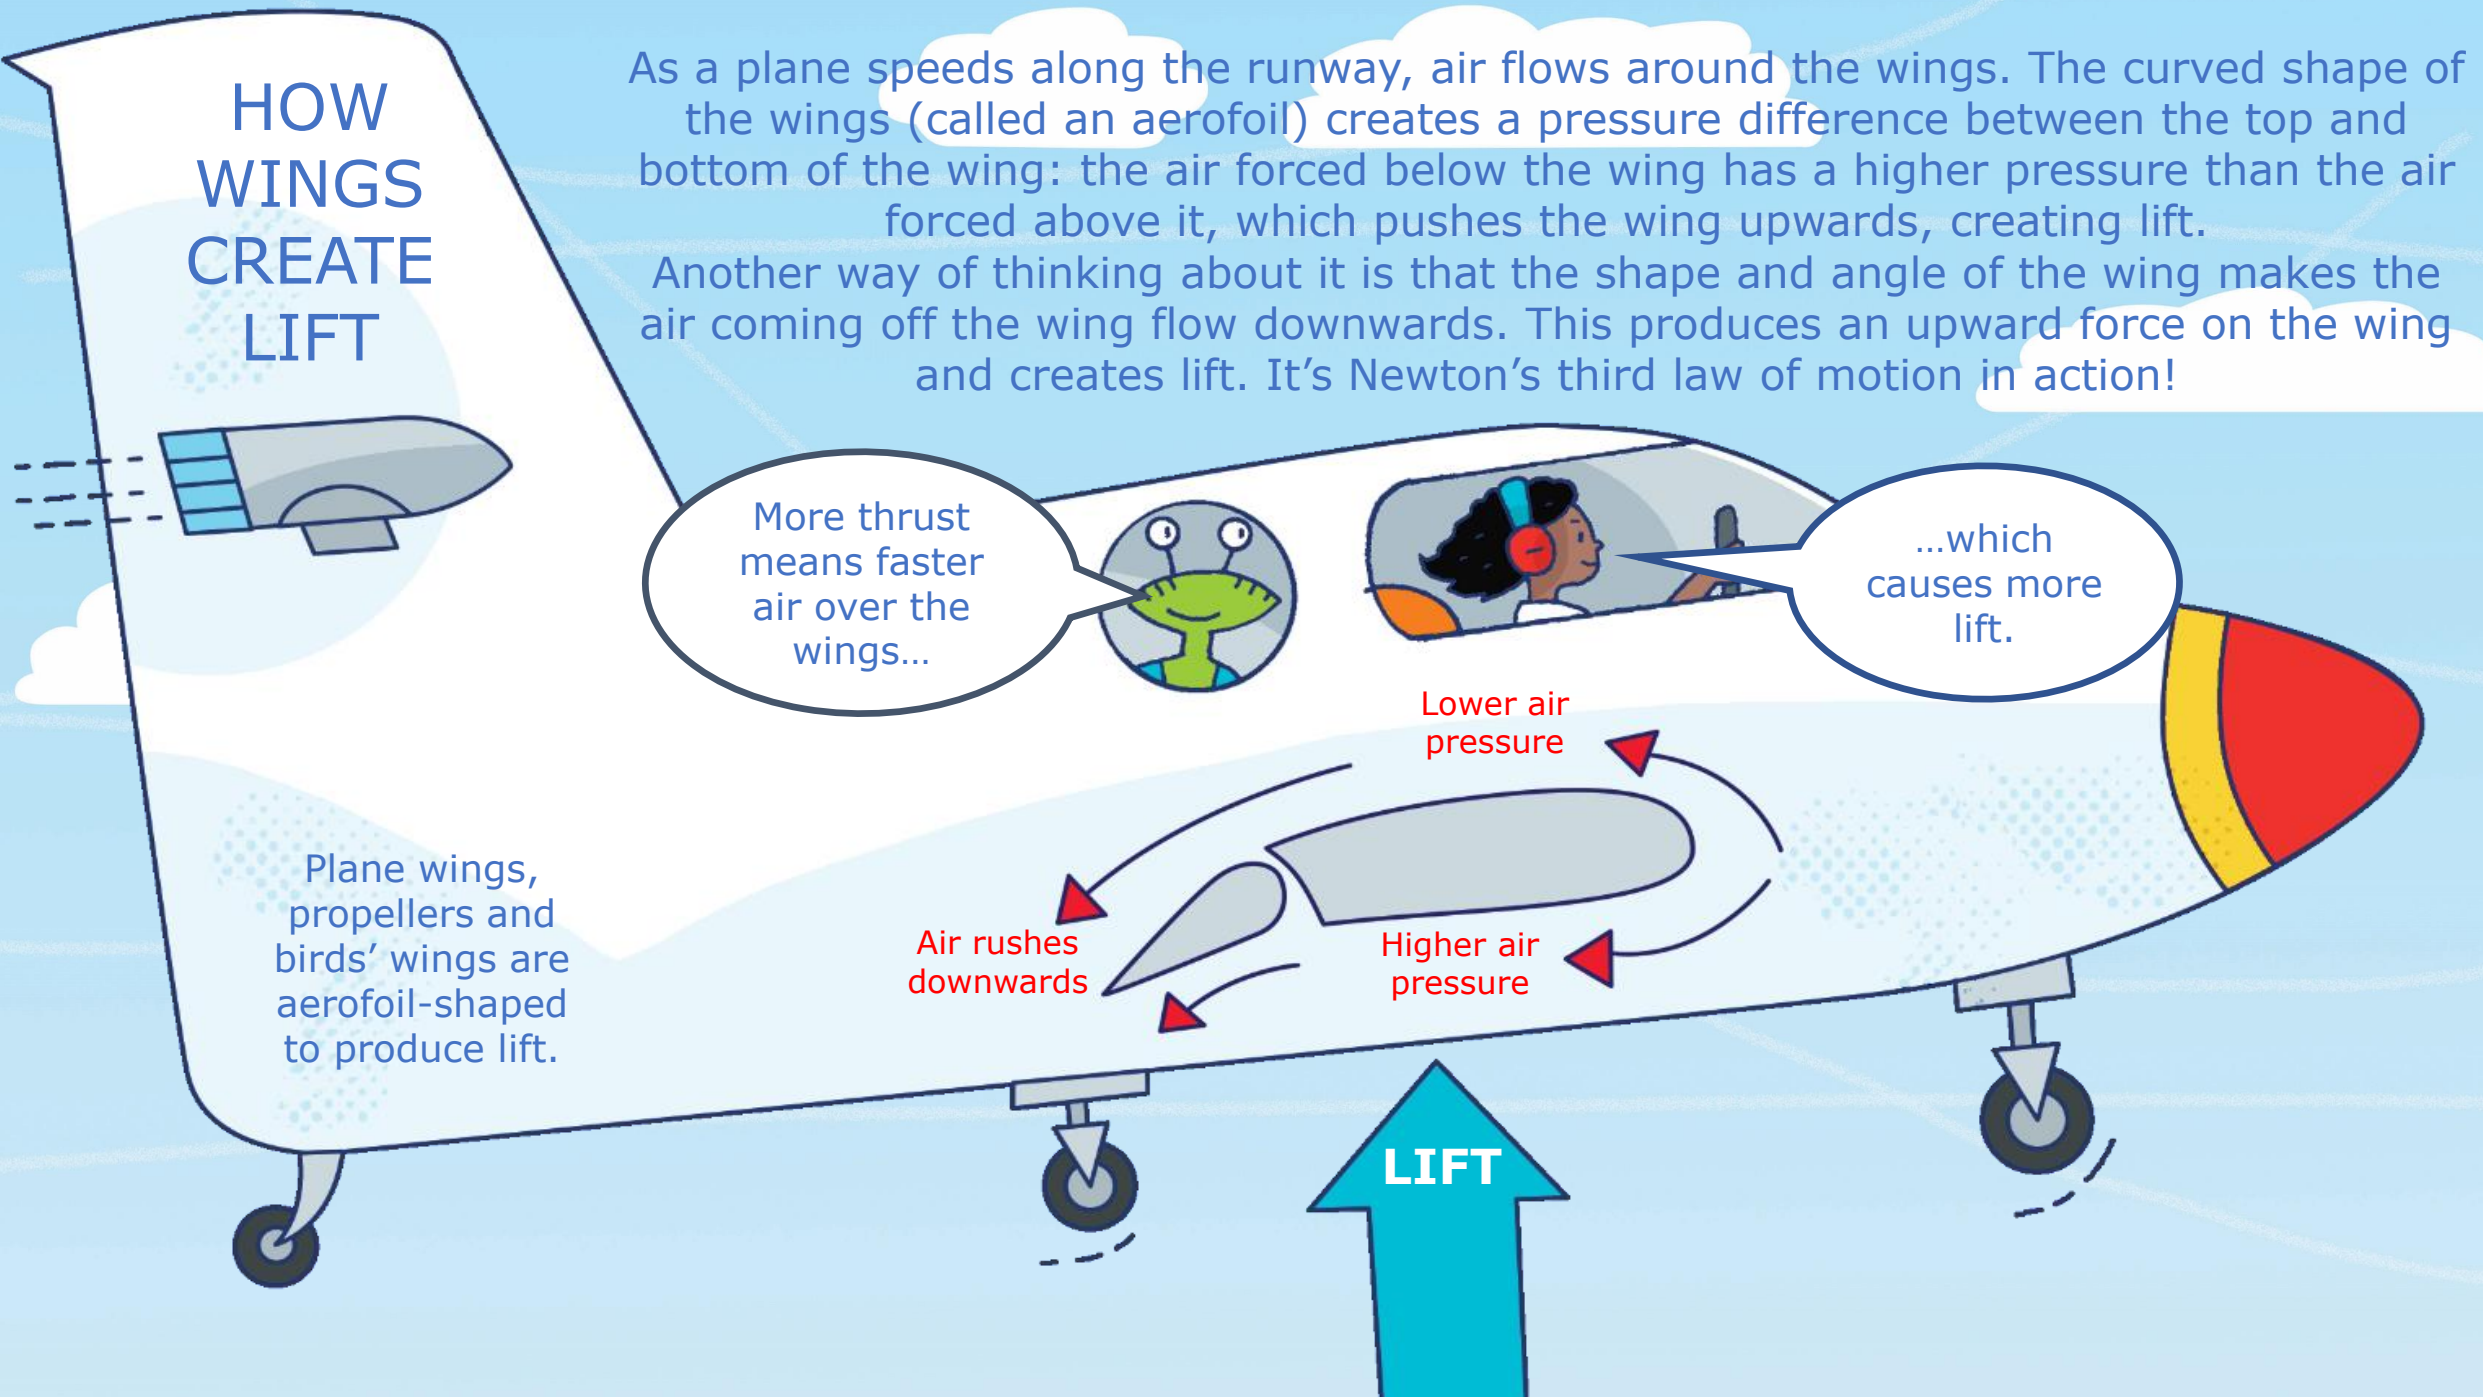 HOW
WINGS
CREATE
LIFT
As a plane speeds along the runway, air flows around the wings. The curved shape of
the wings (called an aerofoil) creates a pressure difference between the top and
bottom of the wing: the air forced below the wing has a higher pressure than the air
forced above it, which pushes the wing upwards, creating lift.
Another way of thinking about it is that the shape and angle of the wing makes the
air coming off the wing flow downwards. This produces an upward force on the wing
and creates lift. It’s Newton’s third law of motion in action!
More thrust
means faster
air over the
wings…
…which
causes more
lift.
Lower air
pressure
Air rushes
downwards
Higher air
pressure
Plane wings,
propellers and
birds’ wings are
aerofoil-shaped
to produce lift.
LIFT